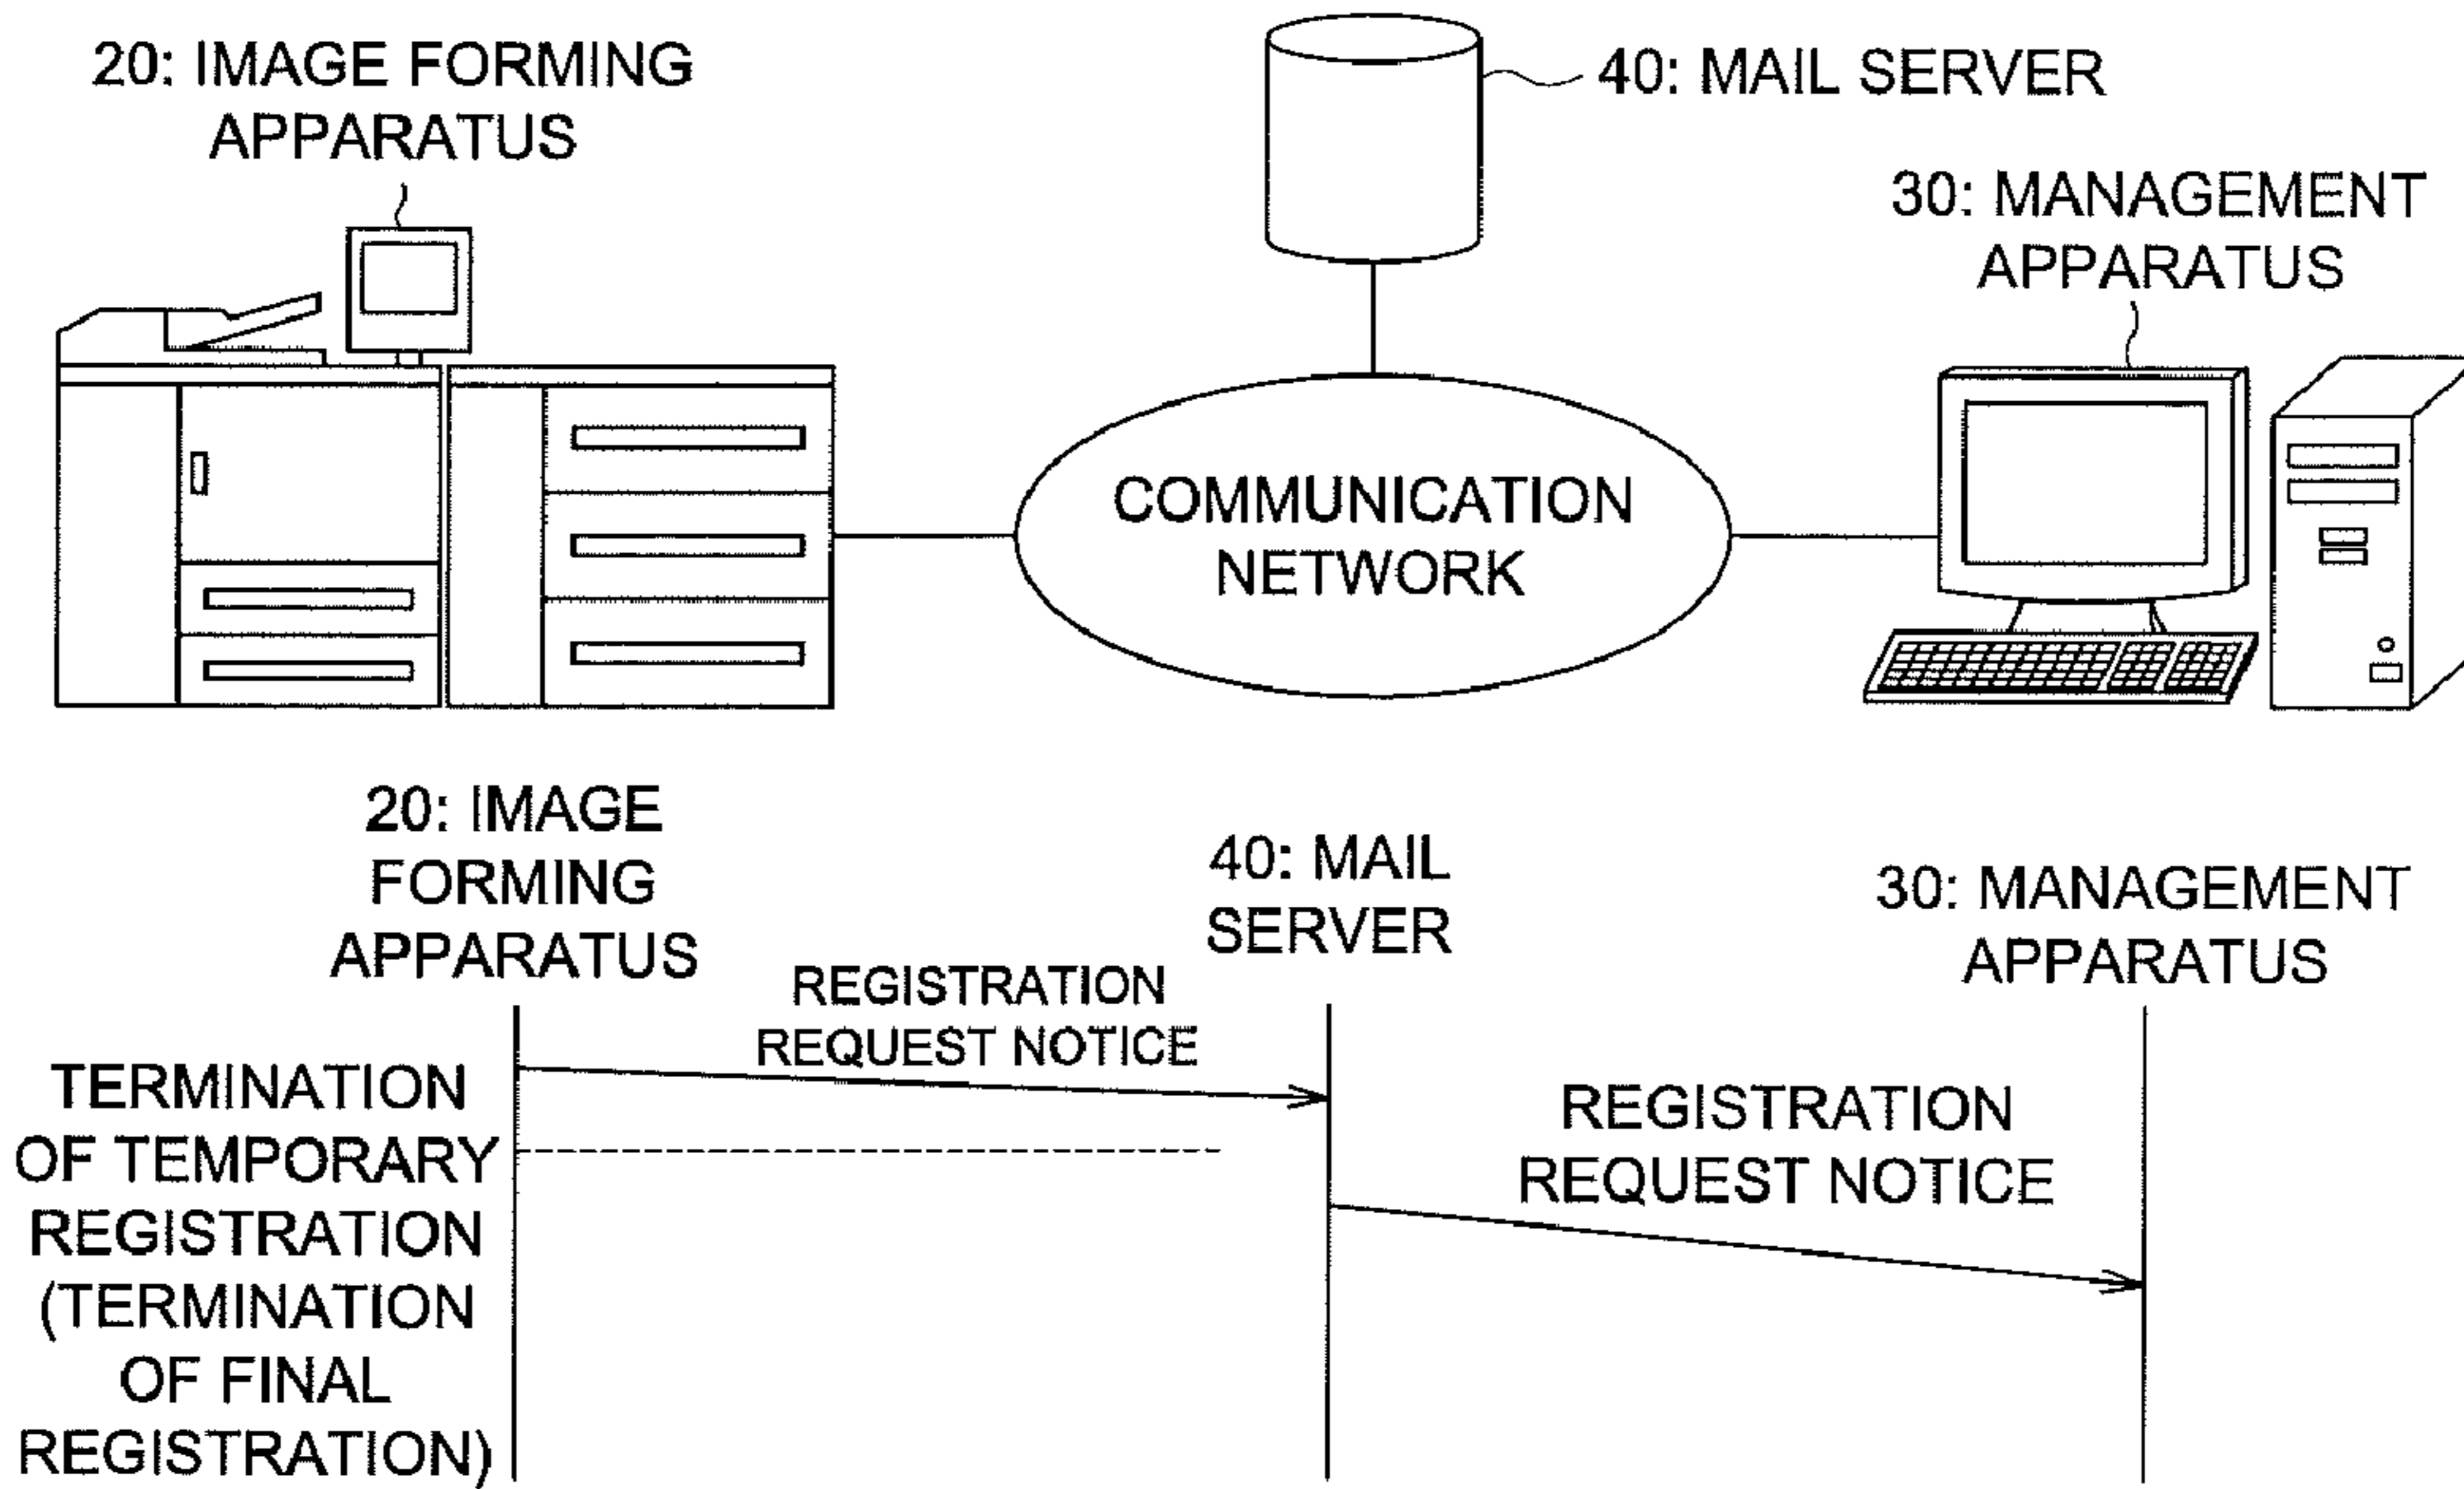 20: IMAGE FORMING
APPARATUS
40: MAIL SERVER
30: MANAGEMENT
APPARATUS
COMMUNICATION
NETWORK
20: IMAGE
FORMING
APPARATUS
40: MAIL
SERVER
30: MANAGEMENT
APPARATUS
REGISTRATION
REQUEST NOTICE
TERMINATION
OF TEMPORARY
REGISTRATION
(TERMINATION
OF FINAL
REGISTRATION)
REGISTRATION
REQUEST NOTICE